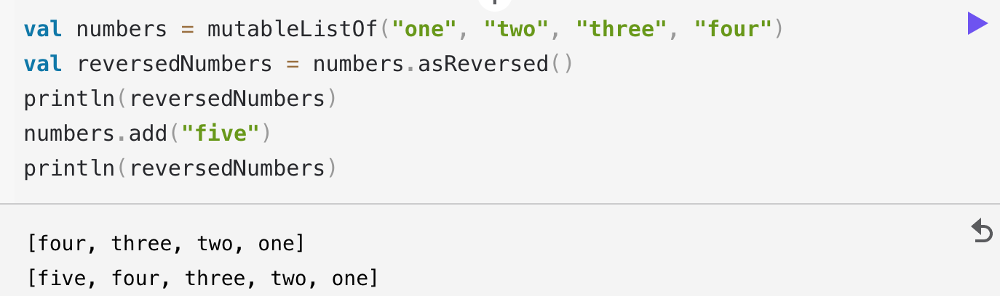 val numbers = mutableListOf("one", "two", "three", "four")
val reversedNumbers = numbers.asReversed()
println(reversedNumbers)
numbers.add("five")
println(reversedNumbers)
[four, three, two, one]
[five, four, three, two, one]